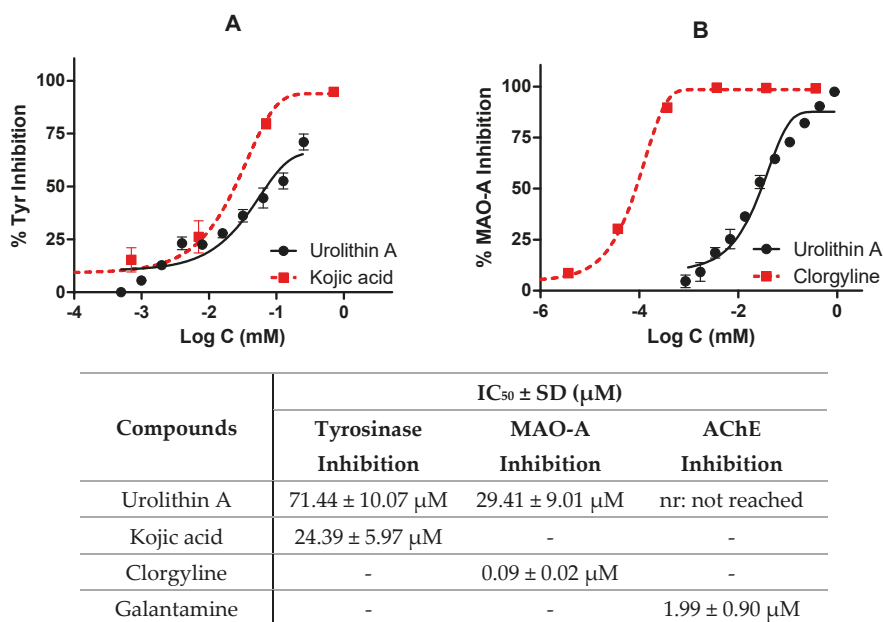 A
B
% Tyr Inhibition
100
75
50
25
0
Urolithin A
Kojic acid
-4 -3 -2 -1 0
Log C (mM)
% MAO-A Inhibition
100
75
50
25
0
Urolithin A
Clorgyline
-6 -4 -2 0
Log C (mM)
Compounds
IC₅₀ ± SD (µM)
Tyrosinase Inhibition
MAO-A Inhibition
AChE Inhibition
Urolithin A 71.44 ± 10.07 µM 29.41 ± 9.01 µM nr: not reached
Kojic acid 24.39 ± 5.97 µM - -
Clorgyline - 0.09 ± 0.02 µM -
Galantamine - - 1.99 ± 0.90 µM